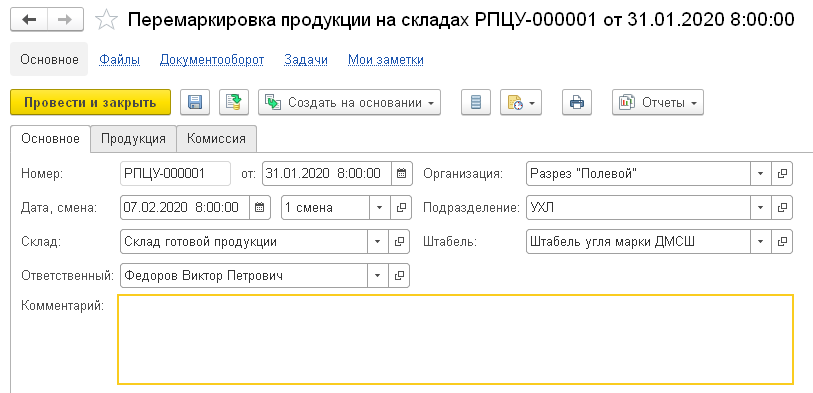 Перемаркировка продукции на складах РПЦУ-000001 от 31.01.2020 8:00:00
Основное Файлы Документооборот Задачи Мои заметки
Провести и закрыть Создать на основании Отчеты
Основное Продукция Комиссия
Номер: РПЦУ-000001 от: 31.01.2020 8:00:00 Организация: Разрез "Полевой"
Дата, смена: 07.02.2020 8:00:00 1 смена Подразделение: УХЛ
Склад: Склад готовой продукции Штабель: Штабель угля марки ДМСШ
Ответственный: Федоров Виктор Петрович
Комментарий: